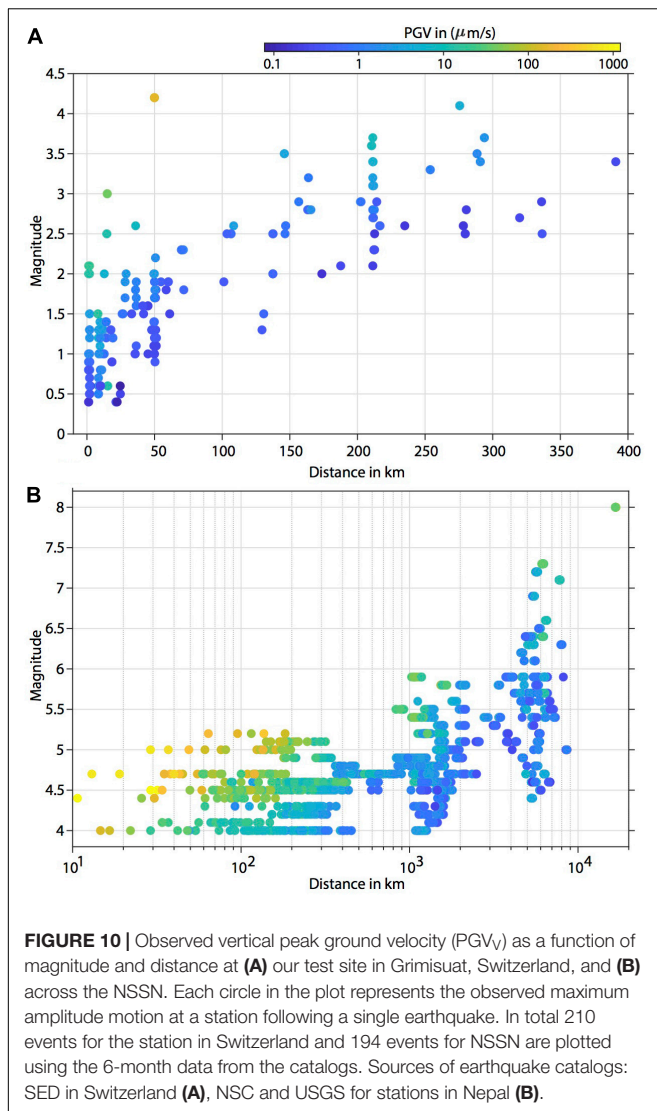 A
PGV in (μm/s)
0.1 1 10 100 1000
4.5
4
3.5
3
2.5
2
1.5
1
0.5
0
Magnitude
0 50 100 150 200 250 300 350 400
Distance in km
B
8
7.5
7
6.5
6
5.5
5
4.5
4
Magnitude
10¹ 10² 10³ 10⁴
Distance in km
FIGURE 10 | Observed vertical peak ground velocity (PGVV) as a function of
magnitude and distance at (A) our test site in Grimisuat, Switzerland, and (B)
across the NSSN. Each circle in the plot represents the observed maximum
amplitude motion at a station following a single earthquake. In total 210
events for the station in Switzerland and 194 events for NSSN are plotted
using the 6-month data from the catalogs. Sources of earthquake catalogs:
SED in Switzerland (A), NSC and USGS for stations in Nepal (B).